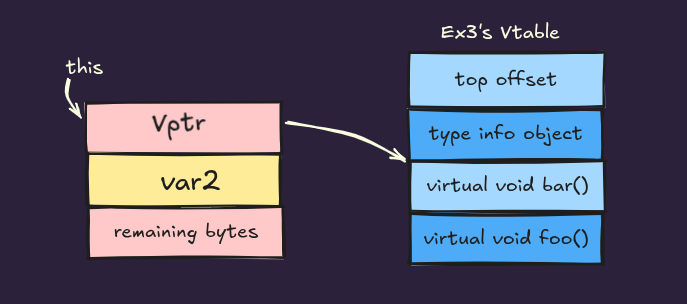 Ex3's Vtable
this
Vptr
var2
remaining bytes
top offset
type info object
virtual void bar()
virtual void foo()